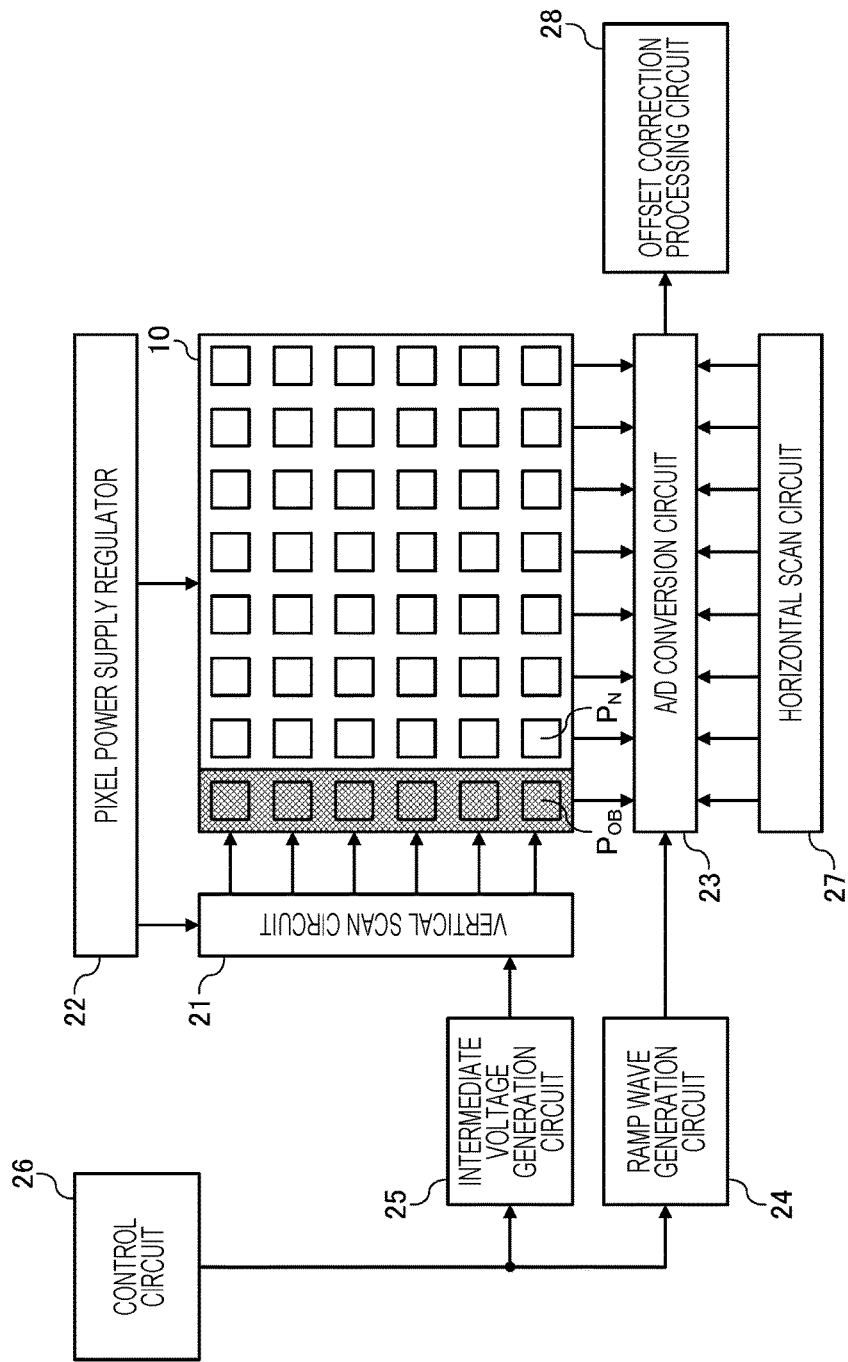 26
CONTROL
CIRCUIT
22
PIXEL POWER SUPPLY REGULATOR
21
VERTICAL SCAN CIRCUIT
10
25
INTERMEDIATE
VOLTAGE
GENERATION
CIRCUIT
POB
PN
24
RAMP WAVE
GENERATION
CIRCUIT
23
A/D CONVERSION CIRCUIT
28
OFFSET CORRECTION
PROCESSING CIRCUIT
27
HORIZONTAL SCAN CIRCUIT